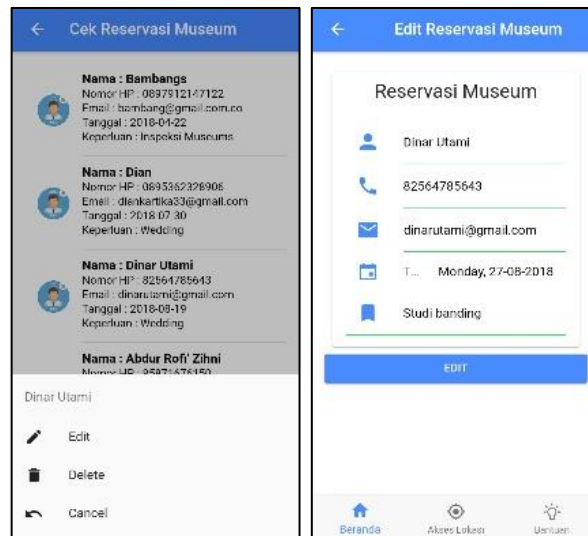 Cek Reservasi Museum
Nama : Bambangs
Nomor HP : 0897912147122
Email : bambang@gmail.com.co
Tanggal : 2018-04-22
Keperluan : Inspeksi Museums
Nama : Dian
Nomor HP : 0895362328906
Email : diankartika33@gmail.com
Tanggal : 2018-07-30
Keperluan : Wedding
Nama : Dinar Utami
Nomor HP : 82564785643
Email : dinarutami@gmail.com
Tanggal : 2018-08-19
Keperluan : Wedding
Nama : Abdur Rofi' Zihni
Nomor HP : 85871676150
Dinar Utami
Edit
Delete
Cancel
Edit Reservasi Museum
Reservasi Museum
Dinar Utami
82564785643
dinarutami@gmail.com
T... Monday, 27-08-2018
Studi banding
EDIT
Beranda
Akses Lokasi
Bantuan